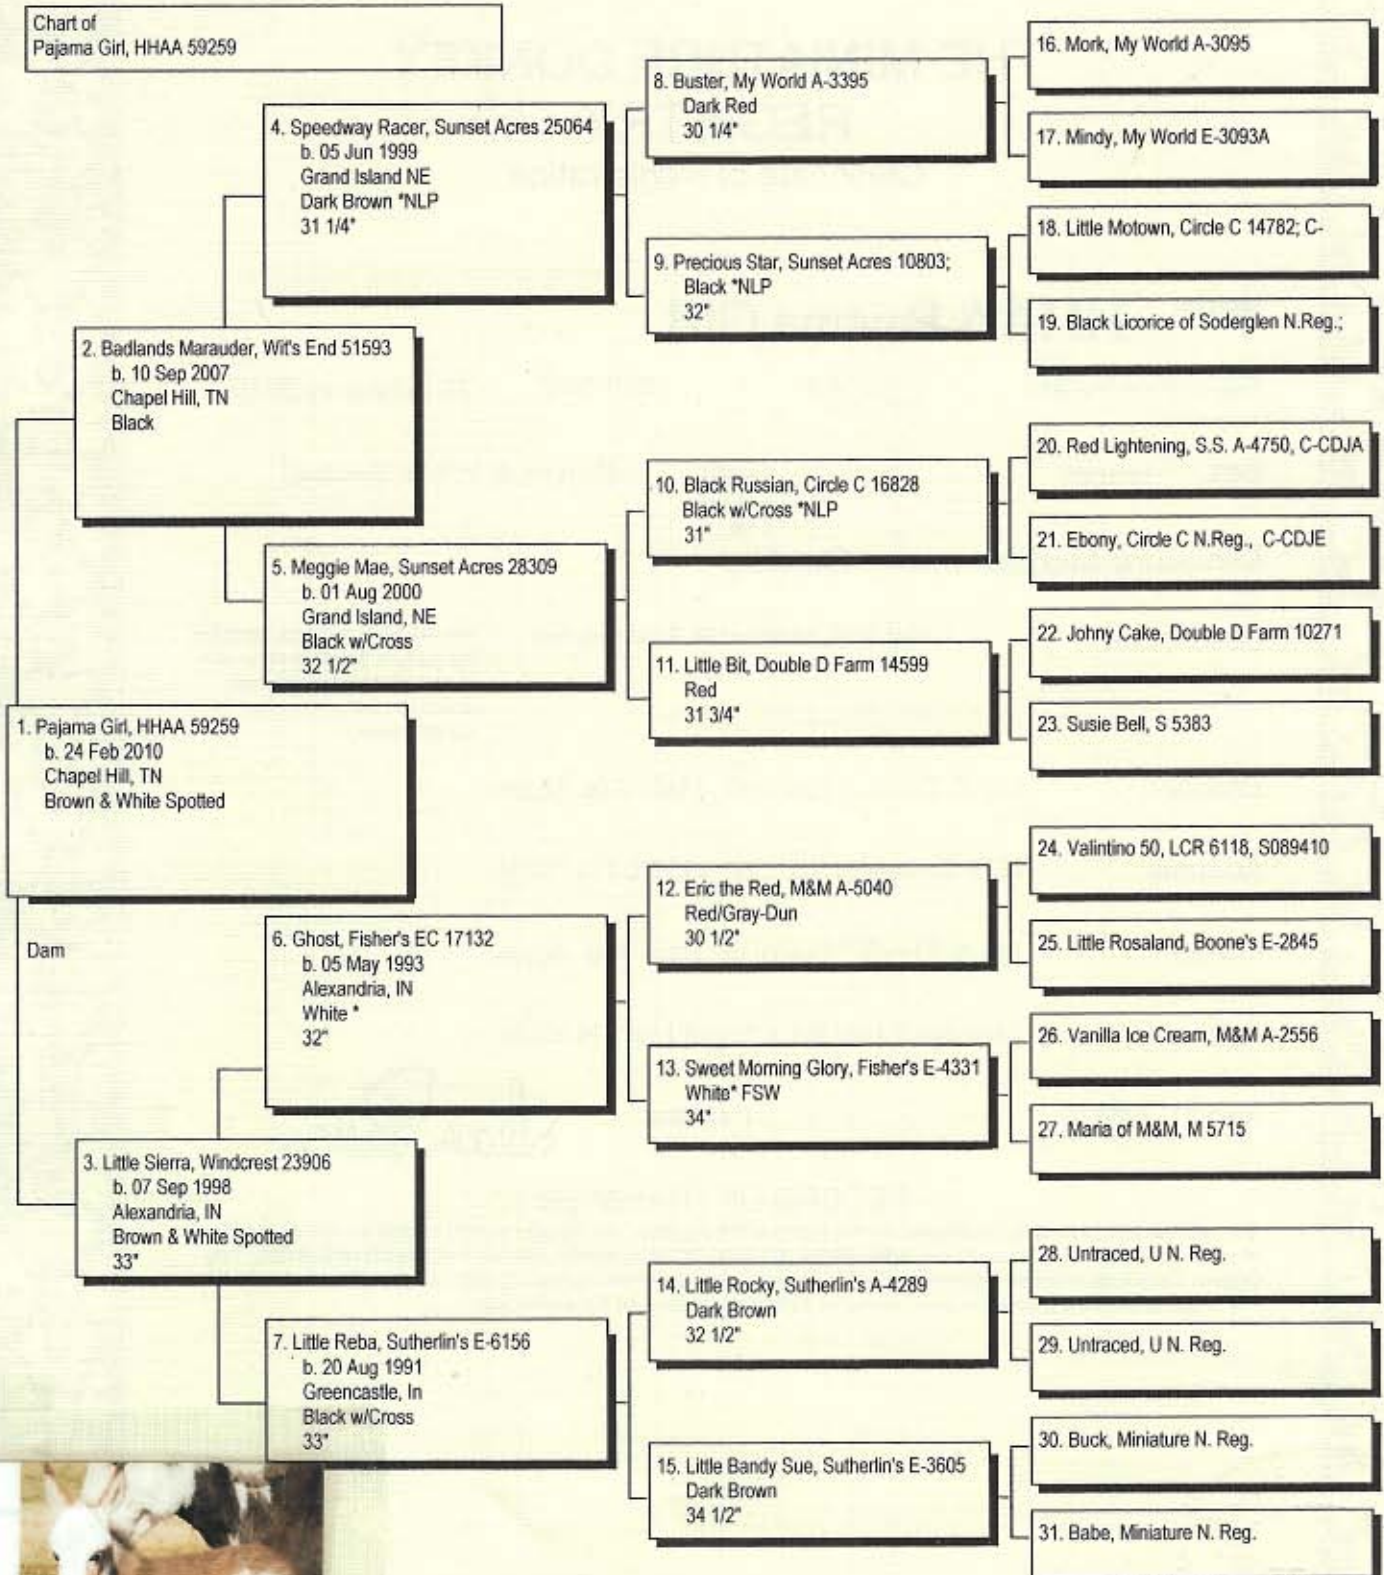 Chart of
Pajama Girl, HHAA 59259
1. Pajama Girl, HHAA 59259
b. 24 Feb 2010
Chapel Hill, TN
Brown & White Spotted
Dam
2. Badlands Marauder, Wit's End 51593
b. 10 Sep 2007
Chapel Hill, TN
Black
3. Little Sierra, Windcrest 23906
b. 07 Sep 1998
Alexandria, IN
Brown & White Spotted
33"
4. Speedway Racer, Sunset Acres 25064
b. 05 Jun 1999
Grand Island NE
Dark Brown *NLP
31 1/4"
5. Meggie Mae, Sunset Acres 28309
b. 01 Aug 2000
Grand Island, NE
Black w/Cross
32 1/2"
6. Ghost, Fisher's EC 17132
b. 05 May 1993
Alexandria, IN
White *
32"
7. Little Reba, Sutherlin's E-6156
b. 20 Aug 1991
Greencastle, In
Black w/Cross
33"
8. Buster, My World A-3395
Dark Red
30 1/4"
9. Precious Star, Sunset Acres 10803;
Black *NLP
32"
10. Black Russian, Circle C 16828
Black w/Cross *NLP
31"
11. Little Bit, Double D Farm 14599
Red
31 3/4"
12. Eric the Red, M&M A-5040
Red/Gray-Dun
30 1/2"
13. Sweet Morning Glory, Fisher's E-4331
White* FSW
34"
14. Little Rocky, Sutherlin's A-4289
Dark Brown
32 1/2"
15. Little Bandy Sue, Sutherlin's E-3605
Dark Brown
34 1/2"
16. Mork, My World A-3095
17. Mindy, My World E-3093A
18. Little Motown, Circle C 14782; C-
19. Black Licorice of Soderglen N.Reg.;
20. Red Lightening, S.S. A-4750, C-CDJA
21. Ebony, Circle C N.Reg., C-CDJE
22. Johny Cake, Double D Farm 10271
23. Susie Bell, S 5383
24. Valintino 50, LCR 6118, S089410
25. Little Rosaland, Boone's E-2845
26. Vanilla Ice Cream, M&M A-2556
27. Maria of M&M, M 5715
28. Untraced, U N. Reg.
29. Untraced, U N. Reg.
30. Buck, Miniature N. Reg.
31. Babe, Miniature N. Reg.